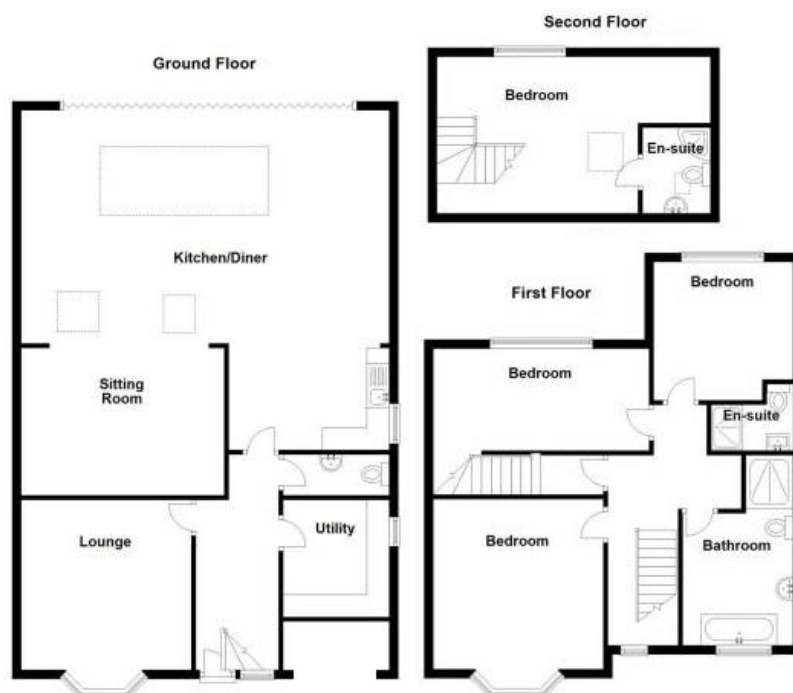 Ground Floor
Kitchen/Diner
Sitting
Room
Lounge
Utility
Second Floor
Bedroom
En-suite
First Floor
Bedroom
Bedroom
En-suite
Bedroom
Bathroom